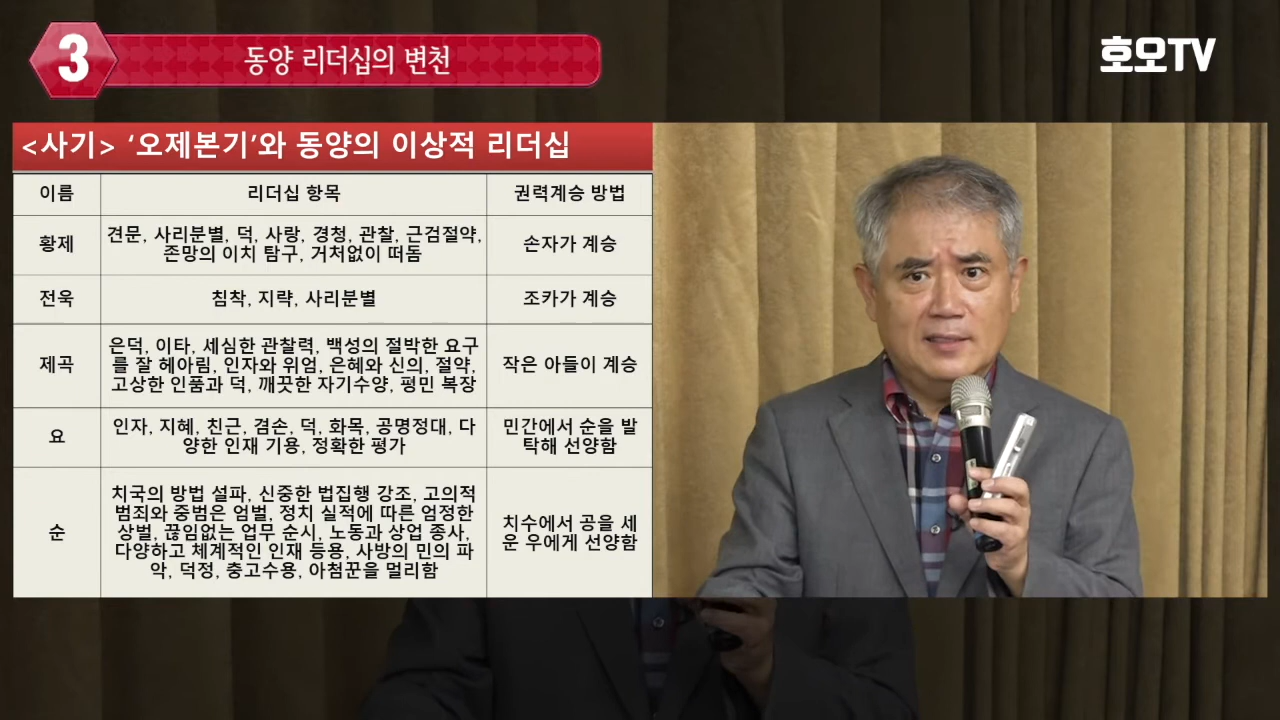 3
동양 리더십의 변천
호오TV
<사기> ‘오제본기’와 동양의 이상적 리더십
이름
리더십 항목
권력계승 방법
황제
견문, 사리분별, 덕, 사랑, 경청, 관찰, 근검절약,
존망의 이치 탐구, 거처없이 떠돔
손자가 계승
전욱
침착, 지략, 사리분별
조카가 계승
제곡
은덕, 이타, 세심한 관찰력, 백성의 절박한 요구
를 잘 헤아림, 인자와 위엄, 은혜와 신의, 절약,
고상한 인품과 덕, 깨끗한 자기수양, 평민 복장
작은 아들이 계승
요
인자, 지혜, 친근, 겸손, 덕, 화목, 공명정대, 다
양한 인재 기용, 정확한 평가
민간에서 순을 발
탁해 선양함
순
치국의 방법 설파, 신중한 법집행 강조, 고의적
범죄와 중범은 엄벌, 정치 실적에 따른 엄정한
상벌, 끊임없는 업무 순시, 노동과 상업 종사,
다양하고 체계적인 인재 등용, 사방의 민의 파
악, 덕정, 충고수용, 아첨꾼을 멀리함
치수에서 공을 세
운 우에게 선양함